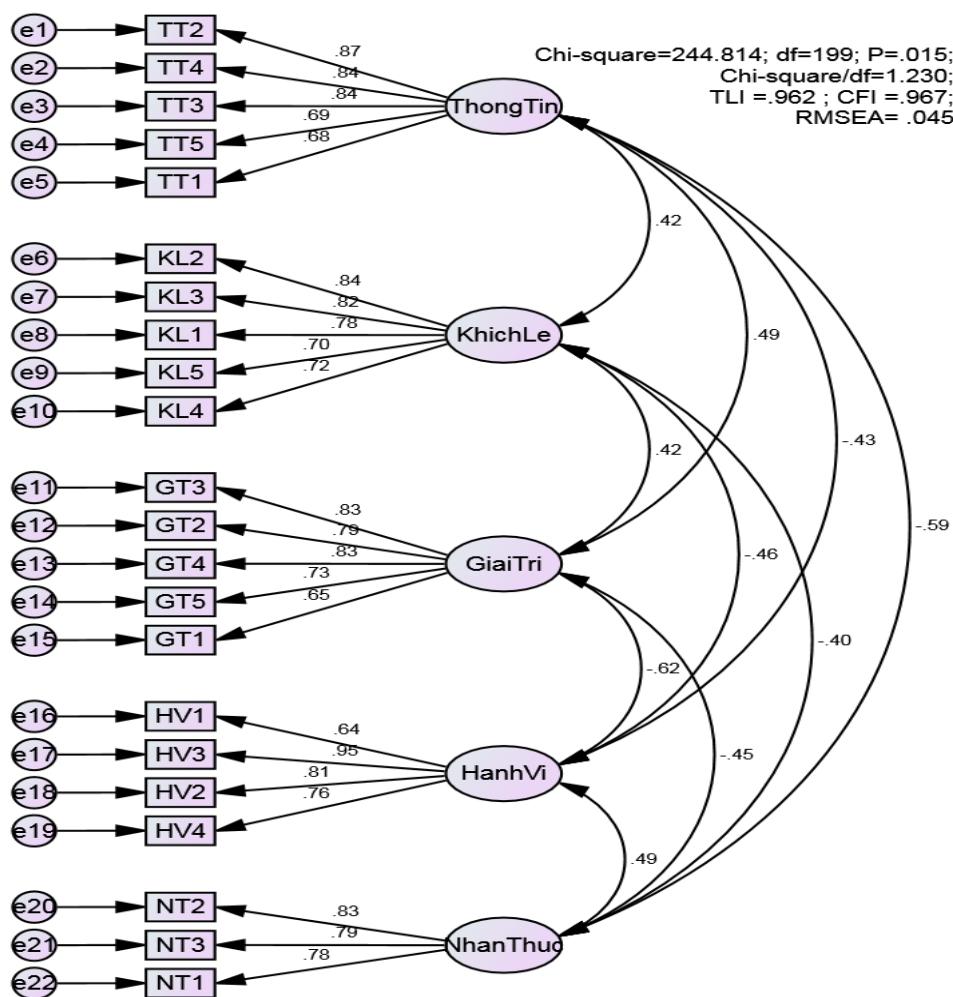 Chi-square=244.814; df=199; P=.015;
Chi-square/df=1.230;
TLI =.962 ; CFI =.967;
RMSEA= .045
e1 TT2 .87
e2 TT4 .84
e3 TT3 .84
e4 TT5 .69
e5 TT1 .68
ThongTin
.42
e6 KL2 .84
e7 KL3 .82
e8 KL1 .78
e9 KL5 .70
e10 KL4 .72
KhichLe
.49
.42
-.43
-.59
e11 GT3 .83
e12 GT2 .79
e13 GT4 .83
e14 GT5 .73
e15 GT1 .65
GiaiTri
-.46
-.40
-.62
e16 HV1 .64
e17 HV3 .95
e18 HV2 .81
e19 HV4 .76
HanhVi
-.45
.49
e20 NT2 .83
e21 NT3 .79
e22 NT1 .78
NhanThuc